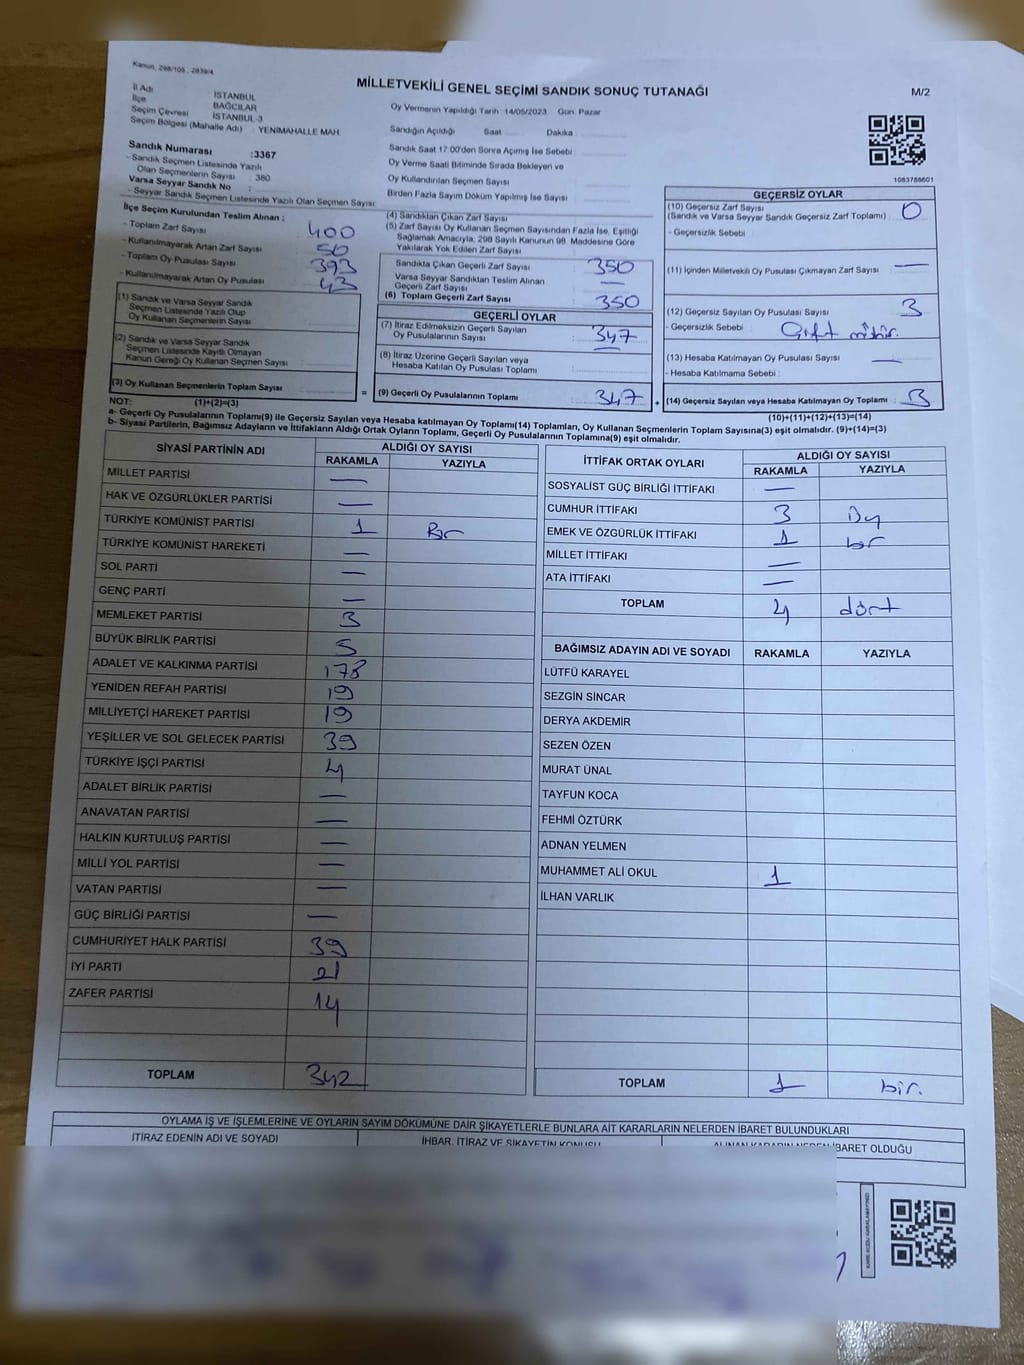 Kanun, 298/105 , 2839/4
MİLLETVEKİLİ GENEL SEÇİMİ SANDIK SONUÇ TUTANAĞI
M/2
İl Adı İSTANBUL
İlçe BAĞCILAR
Seçim Çevresi İSTANBUL-3
Seçim Bölgesi (Mahalle Adı) : YENİMAHALLE MAH
Oy Vermenin Yapıldığı Tarih : 14/05/2023 Gün: Pazar
Sandığın Açıldığı Saat Dakika :
Sandık Saat 17:00'den Sonra Açımış İse Sebebi :
Oy Verme Saati Bitiminde Sırada Bekleyen ve
Oy Kullandırılan Seçmen Sayısı
Birden Fazla Sayım Döküm Yapılmış İse Sayısı :
1063788601
Sandık Numarası :3367
- Sandık Seçmen Listesinde Yazılı
Olan Seçmenlerin Sayısı : 380
Varsa Seyyar Sandık No :
- Seyyar Sandık Seçmen Listesinde Yazılı Olan Seçmen Sayısı:
İlçe Seçim Kurulundan Teslim Alınan ;
- Toplam Zarf Sayısı : 400
- Kullanılmayarak Artan Zarf Sayısı : 50
- Toplam Oy Pusulası Sayısı : 393
- Kullanılmayarak Artan Oy Pusulası : 43
(1) Sandık ve Varsa Seyyar Sandık
Seçmen Listesinde Yazılı Olup
Oy Kullanan Seçmenlerin Sayısı
(2) Sandık ve Varsa Seyyar Sandık
Seçmen Listesinde Kayıtlı Olmayan
Kanun Gereği Oy Kullanan Seçmen Sayısı
(3) Oy Kullanan Seçmenlerin Toplam Sayısı
(4) Sandıktan Çıkan Zarf Sayısı
(5) Zarf Sayısı Oy Kullanan Seçmen Sayısından Fazla İse, Eşitliği
Sağlamak Amacıyla, 298 Sayılı Kanunun 98. Maddesine Göre
Yakılarak Yok Edilen Zarf Sayısı
Sandıkta Çıkan Geçerli Zarf Sayısı : 350
Varsa Seyyar Sandıktan Teslim Alınan
Geçerli Zarf Sayısı : —
(6) Toplam Geçerli Zarf Sayısı : 350
GEÇERLİ OYLAR
(7) İtiraz Edilmeksizin Geçerli Sayılan
Oy Pusulalarının Sayısı : 347
(8) İtiraz Üzerine Geçerli Sayılan veya
Hesaba Katılan Oy Pusulası Toplamı : —
= (9) Geçerli Oy Pusulalarının Toplamı : 347 +
GEÇERSİZ OYLAR
(10) Geçersiz Zarf Sayısı : 0
(Sandık ve Varsa Seyyar Sandık Geçersiz Zarf Toplamı)
- Geçersizlik Sebebi :
(11) İçinden Milletvekili Oy Pusulası Çıkmayan Zarf Sayısı : —
(12) Geçersiz Sayılan Oy Pusulası Sayısı : 3
- Geçersizlik Sebebi : Çift mühür.
(13) Hesaba Katılmayan Oy Pusulası Sayısı : —
- Hesaba Katılmama Sebebi :
(14) Geçersiz Sayılan veya Hesaba Katılmayan Oy Toplamı : 3
NOT: (1)+(2)=(3)
(10)+(11)+(12)+(13)=(14)
a- Geçerli Oy Pusulalarının Toplamı(9) ile Geçersiz Sayılan veya Hesaba katılmayan Oy Toplamı(14) Toplamları, Oy Kullanan Seçmenlerin Toplam Sayısına(3) eşit olmalıdır. (9)+(14)=(3)
b- Siyasi Partilerin, Bağımsız Adayların ve İttifakların Aldığı Ortak Oyların Toplamı, Geçerli Oy Pusulalarının Toplamına(9) eşit olmalıdır.
SİYASİ PARTİNİN ADI ALDIĞI OY SAYISI
RAKAMLA YAZIYLA
MİLLET PARTİSİ —
HAK VE ÖZGÜRLÜKLER PARTİSİ —
TÜRKİYE KOMÜNİST PARTİSİ 1 Bir
TÜRKİYE KOMÜNİST HAREKETİ —
SOL PARTİ —
GENÇ PARTİ —
MEMLEKET PARTİSİ 3
BÜYÜK BİRLİK PARTİSİ 5
ADALET VE KALKINMA PARTİSİ 178
YENİDEN REFAH PARTİSİ 19
MİLLİYETÇİ HAREKET PARTİSİ 19
YEŞİLLER VE SOL GELECEK PARTİSİ 39
TÜRKİYE İŞÇİ PARTİSİ 4
ADALET BİRLİK PARTİSİ —
ANAVATAN PARTİSİ —
HALKIN KURTULUŞ PARTİSİ —
MİLLİ YOL PARTİSİ —
VATAN PARTİSİ —
GÜÇ BİRLİĞİ PARTİSİ —
CUMHURİYET HALK PARTİSİ 39
İYİ PARTİ 21
ZAFER PARTİSİ 14
TOPLAM 342
İTTİFAK ORTAK OYLARI ALDIĞI OY SAYISI
RAKAMLA YAZIYLA
SOSYALİST GÜÇ BİRLİĞİ İTTİFAKI —
CUMHUR İTTİFAKI 3
EMEK VE ÖZGÜRLÜK İTTİFAKI 1 bir
MİLLET İTTİFAKI —
ATA İTTİFAKI —
TOPLAM 4 dört
BAĞIMSIZ ADAYIN ADI VE SOYADI RAKAMLA YAZIYLA
LÜTFÜ KARAYEL
SEZGİN SİNCAR
DERYA AKDEMİR
SEZEN ÖZEN
MURAT ÜNAL
TAYFUN KOCA
FEHMİ ÖZTÜRK
ADNAN YELMEN
MUHAMMET ALİ OKUL 1
İLHAN VARLIK
TOPLAM 1 bir.
OYLAMA İŞ VE İŞLEMLERİNE VE OYLARIN SAYIM DÖKÜMÜNE DAİR ŞİKAYETLERLE BUNLARA AİT KARARLARIN NELERDEN İBARET BULUNDUKLARI
İTİRAZ EDENİN ADI VE SOYADI İHBAR, İTİRAZ VE ŞİKAYETİN KONUSU ALINAN KARARIN NEDEN İBARET OLDUĞU